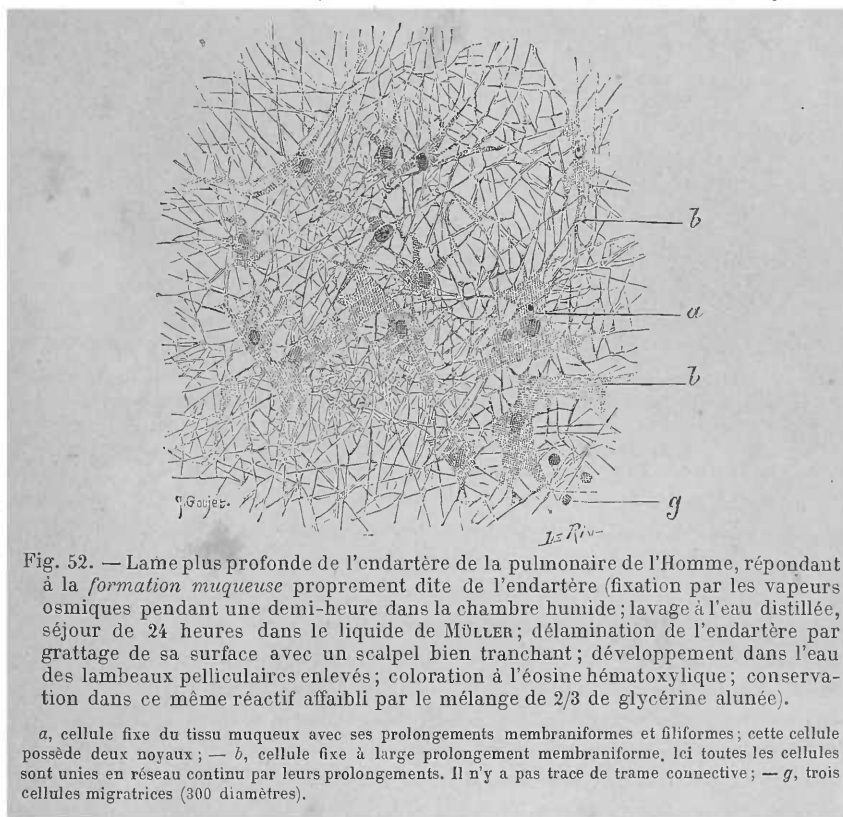 b
a
b
g
J. Goujet.
Fig. 52. — Lame plus profonde de l'endartère de la pulmonaire de l'Homme, répondant
à la formation muqueuse proprement dite de l'endartère (fixation par les vapeurs
osmiques pendant une demi-heure dans la chambre humide ; lavage à l'eau distillée,
séjour de 24 heures dans le liquide de MÜLLER ; délamination de l'endartère par
grattage de sa surface avec un scalpel bien tranchant ; développement dans l'eau
des lambeaux pelliculaires enlevés ; coloration à l'éosine hématoxylique ; conserva-
tion dans ce même réactif affaibli par le mélange de 2/3 de glycérine alunée).
a, cellule fixe du tissu muqueux avec ses prolongements membraniformes et filiformes ; cette cellule
possède deux noyaux ; — b, cellule fixe à large prolongement membraniforme. Ici toutes les cellules
sont unies en réseau continu par leurs prolongements. Il n'y a pas trace de trame connective ; — g, trois
cellules migratrices (300 diamètres).